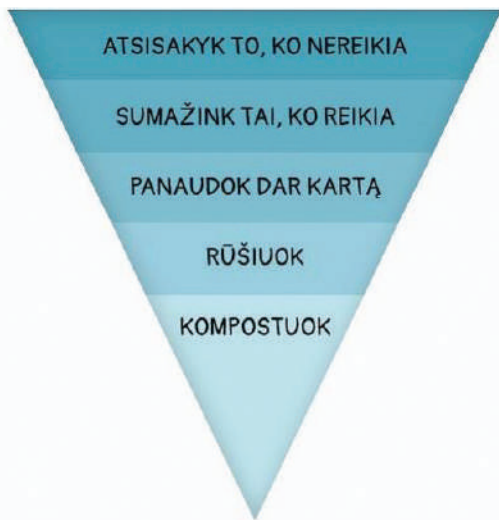 ATSISAKYK TO, KO NEREIKIA
SUMAŽINK TAI, KO REIKIA
PANAUDOK DAR KARTĄ
RŪŠIUOK
KOMPOSTUOK